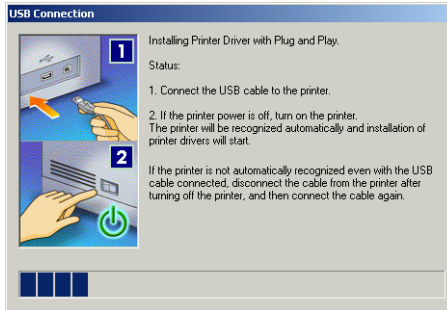 USB Connection
1
Installing Printer Driver with Plug and Play.
Status:
1. Connect the USB cable to the printer.
2. If the printer power is off, turn on the printer.
The printer will be recognized automatically and installation of
printer drivers will start.
2
If the printer is not automatically recognized even with the USB
cable connected, disconnect the cable from the printer after
turning off the printer, and then connect the cable again.